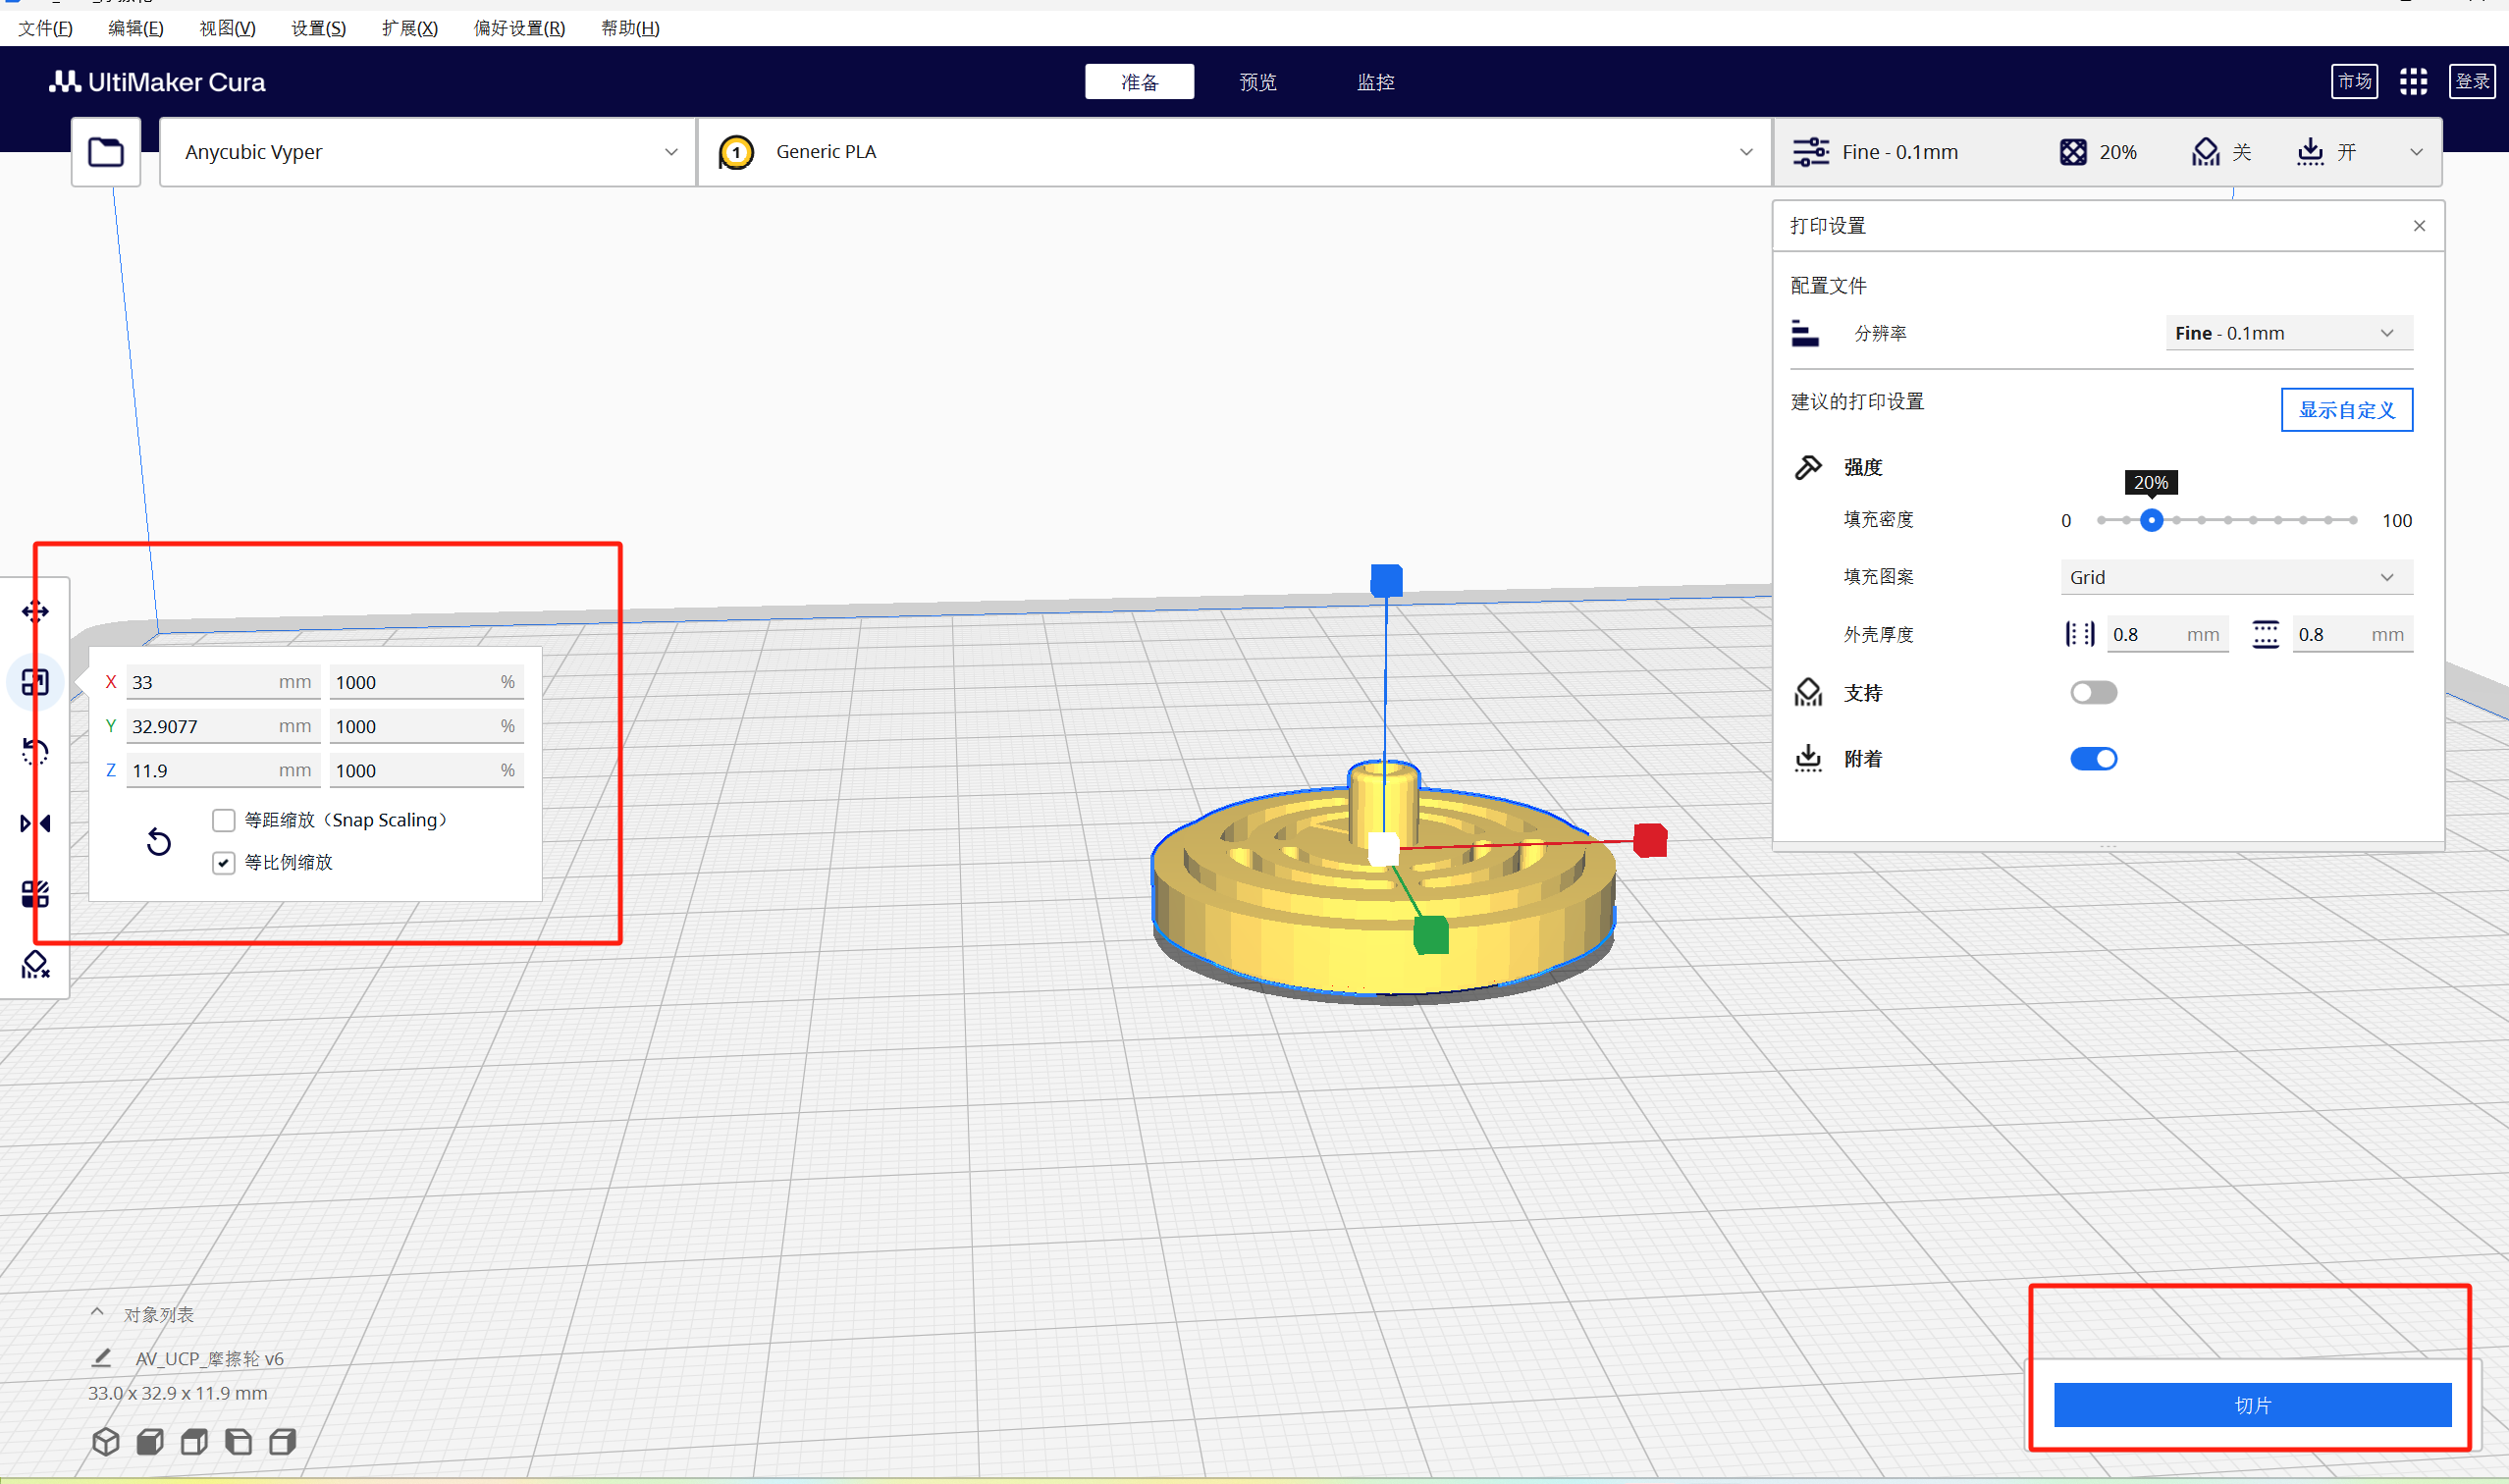 文件(F) 编辑(E) 视图(V) 设置(S) 扩展(X) 偏好设置(R) 帮助(H)
UltiMaker Cura 准备 预览 监控 市场 登录
Anycubic Vyper 1 Generic PLA Fine - 0.1mm 20% 关 开
打印设置
配置文件
分辨率 Fine - 0.1mm
建议的打印设置 显示自定义
强度
20%
填充密度 0 100
填充图案 Grid
外壳厚度 0.8 mm 0.8 mm
支持
附着
X 33 mm 1000 %
Y 32.9077 mm 1000 %
Z 11.9 mm 1000 %
等距缩放（Snap Scaling）
等比例缩放
对象列表
AV_UCP_摩擦轮 v6
33.0 x 32.9 x 11.9 mm
切片